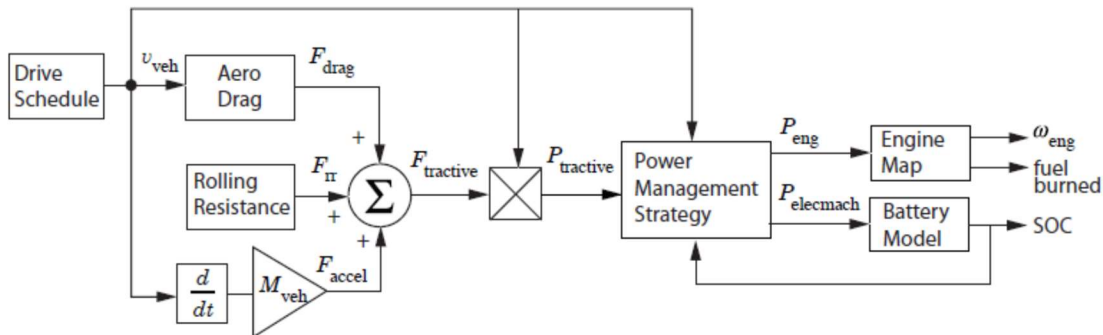 Drive
Schedule
υ_veh
Aero
Drag
F_drag
Rolling
Resistance
F_rr
+
+
+
Σ
F_tractive
P_tractive
d
dt
M_veh
F_accel
Power
Management
Strategy
P_eng
P_elecmach
Engine
Map
ω_eng
fuel
burned
Battery
Model
SOC